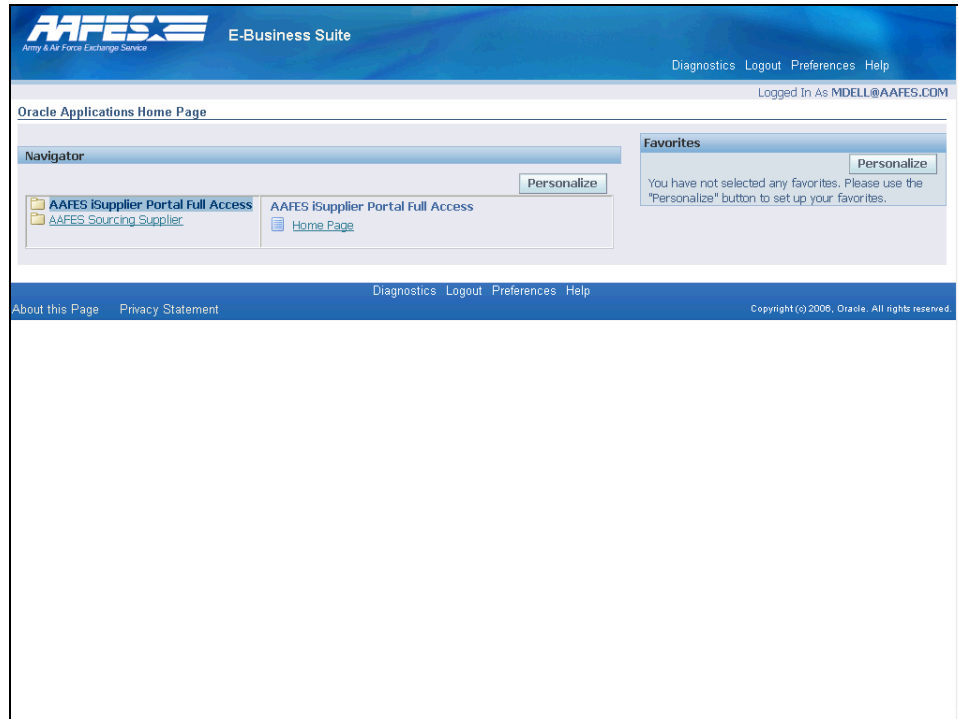 AAFES
Army & Air Force Exchange Service
E-Business Suite
Diagnostics Logout Preferences Help
Logged In As MDELL@AAFES.COM
Oracle Applications Home Page
Navigator
Personalize
AAFES iSupplier Portal Full Access
AAFES Sourcing Supplier
AAFES iSupplier Portal Full Access
Home Page
Favorites
Personalize
You have not selected any favorites. Please use the
"Personalize" button to set up your favorites.
Diagnostics Logout Preferences Help
About this Page Privacy Statement
Copyright (c) 2006, Oracle. All rights reserved.